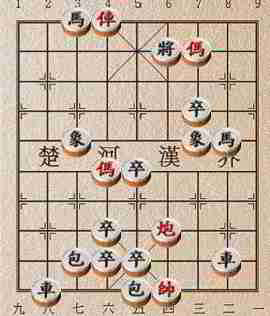 1 2 3 4 5 6 7 8 9
馬 俥
將 傌
卒
象 象 馬
楚 河 漢 界
傌 卒
卒 炮
包 卒 卒 車
車 包 帥
九 八 七 六 五 四 三 二 一